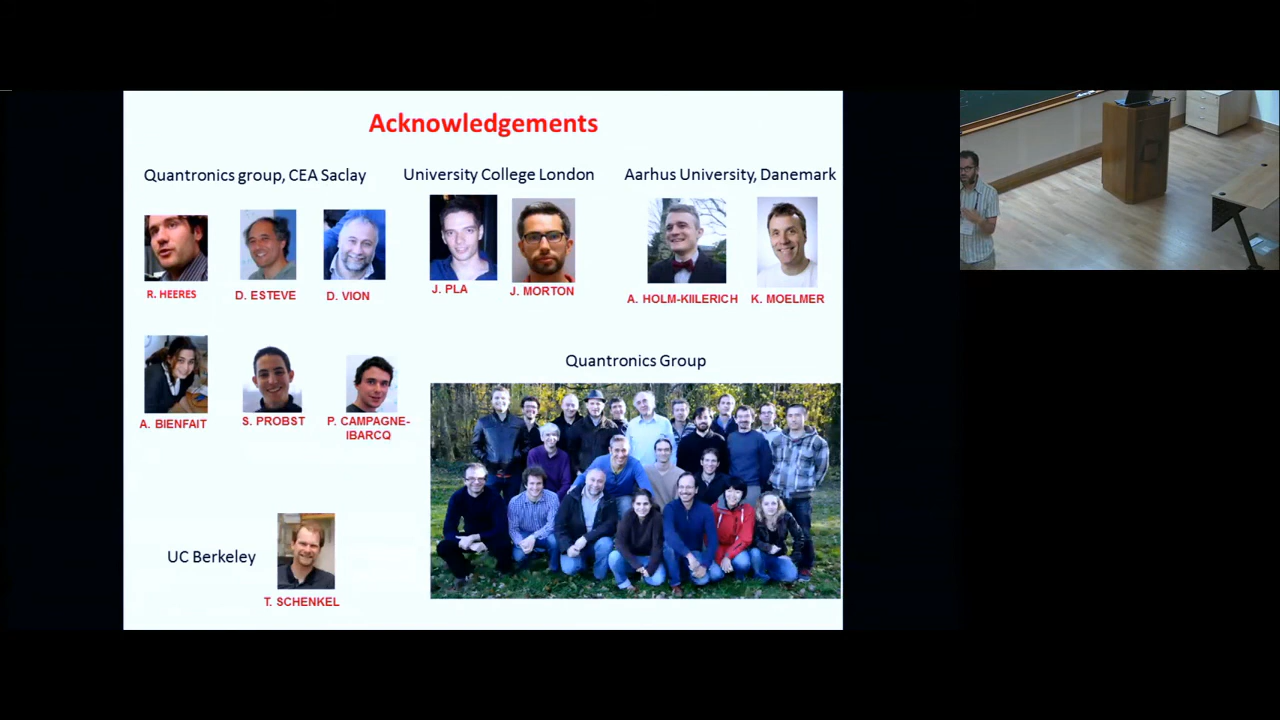 Acknowledgements
Quantronics group, CEA Saclay
University College London
Aarhus University, Danemark
R. HEERES
D. ESTEVE
D. VION
J. PLA
J. MORTON
A. HOLM-KIILERICH
K. MOELMER
Quantronics Group
A. BIENFAIT
S. PROBST
P. CAMPAGNE-
IBARCQ
UC Berkeley
T. SCHENKEL